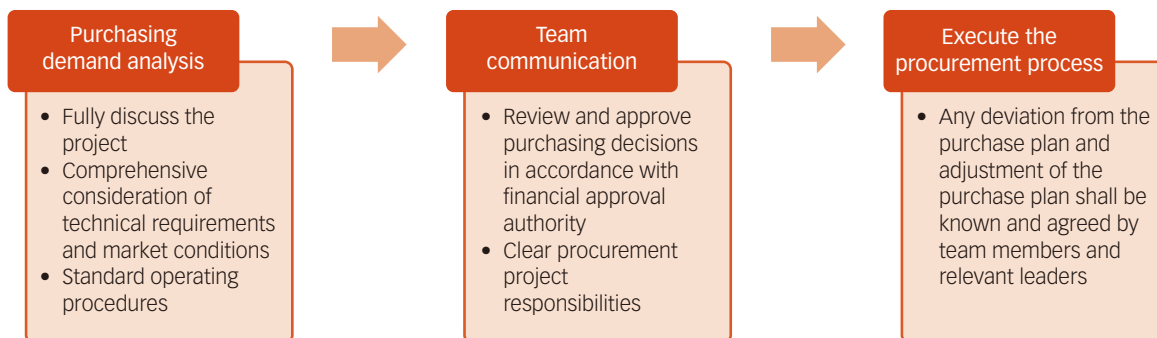 Purchasing
demand analysis
• Fully discuss the
project
• Comprehensive
consideration of
technical requirements
and market conditions
• Standard operating
procedures
Team
communication
• Review and approve
purchasing decisions
in accordance with
financial approval
authority
• Clear procurement
project
responsibilities
Execute the
procurement process
• Any deviation from the
purchase plan and
adjustment of the
purchase plan shall be
known and agreed by
team members and
relevant leaders